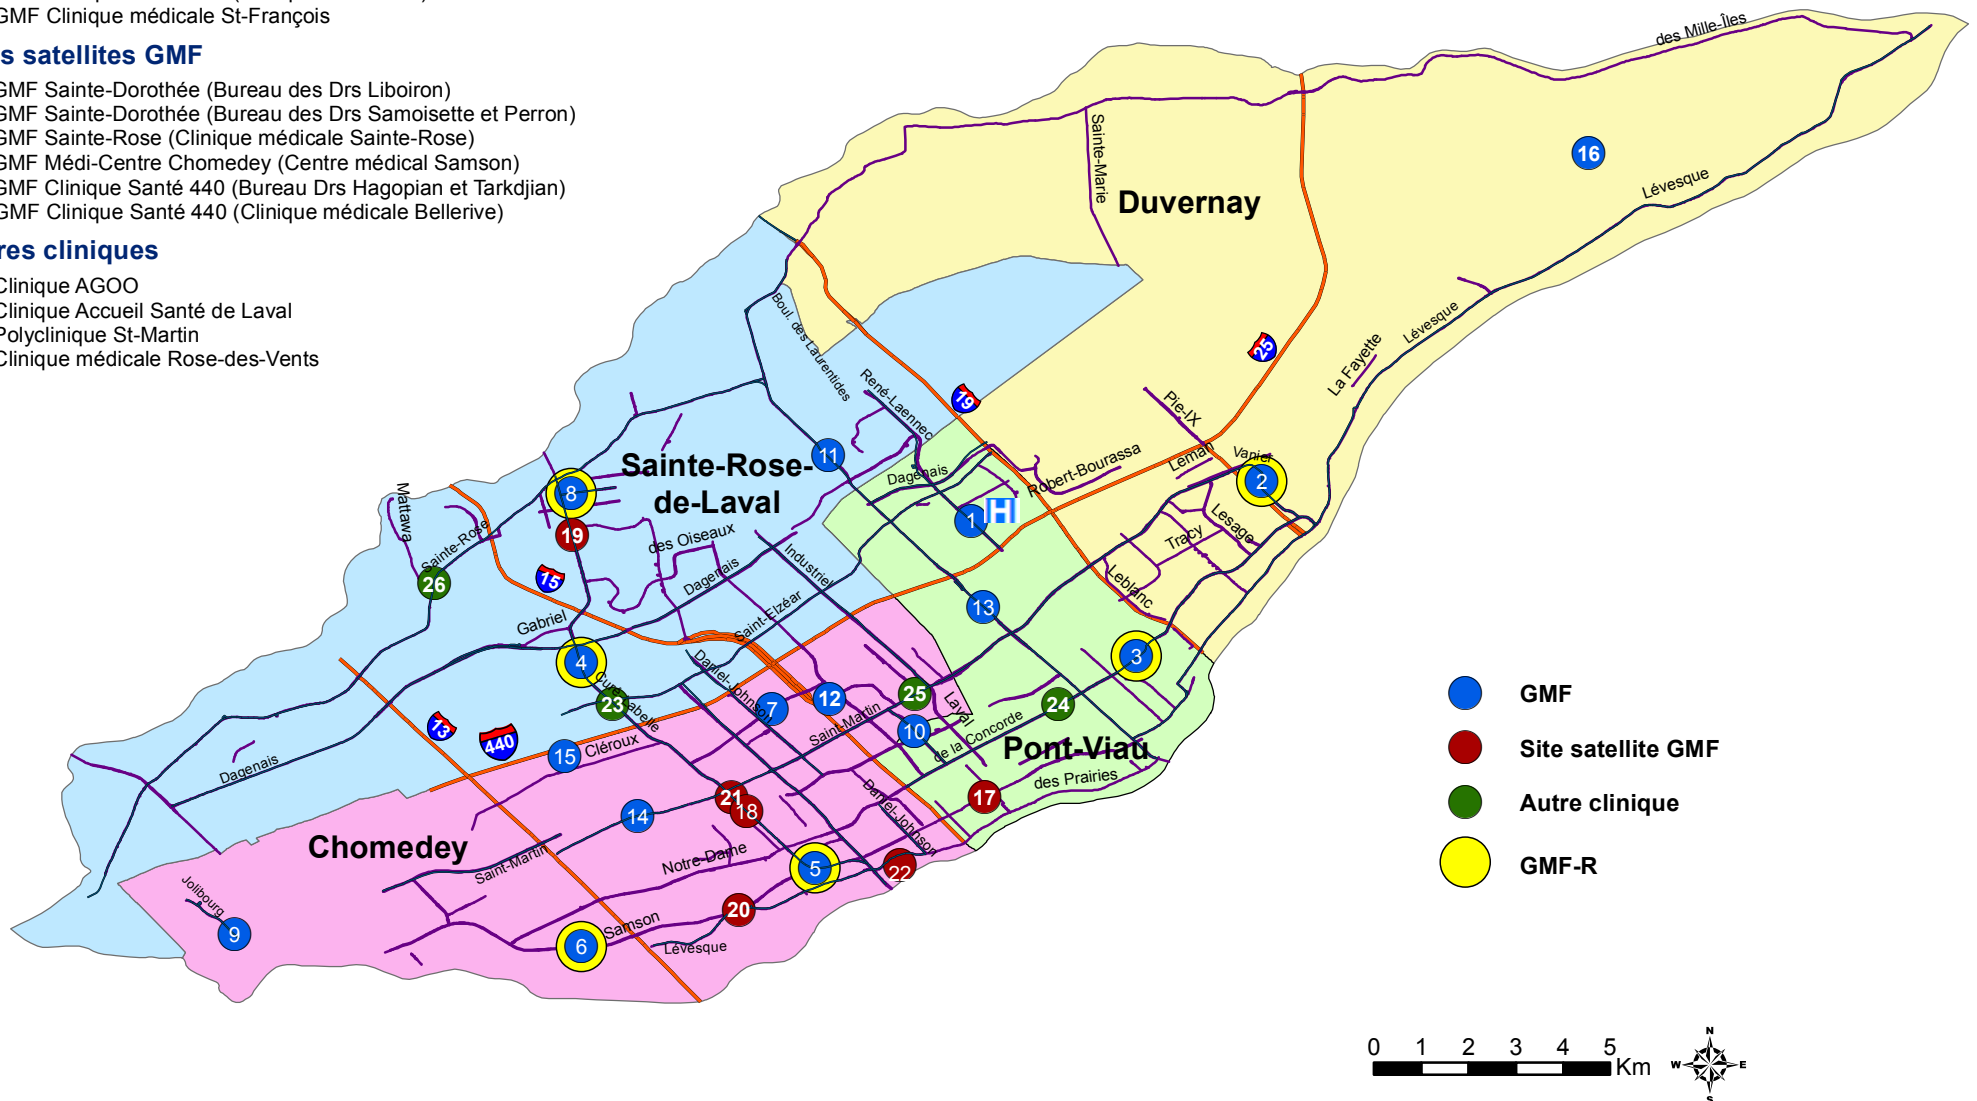 GMF Clinique médicale St-François
s satellites GMF
GMF Sainte-Dorothée (Bureau des Drs Liboiron)
GMF Sainte-Dorothée (Bureau des Drs Samoisette et Perron)
GMF Sainte-Rose (Clinique médicale Sainte-Rose)
GMF Médi-Centre Chomedey (Centre médical Samson)
GMF Clinique Santé 440 (Bureau Drs Hagopian et Tarkdjian)
GMF Clinique Santé 440 (Clinique médicale Bellerive)
res cliniques
Clinique AGOO
Clinique Accueil Santé de Laval
Polyclinique St-Martin
Clinique médicale Rose-des-Vents
des Mille-Îles
Sainte-Marie
Duvernay
16
Lévesque
Boul. des Laurentides
René-Laennec
19
25
Lévesque
La Fayette
Pie-IX
Leman
Vanier
2
Robert-Bourassa
Dagenais
11
Sainte-Rose-
de-Laval
8
19
Mattawa
Sainte-Rose
26
15
des Oiseaux
Dagenais
Industriel
Saint-Elzéar
1
H
Lesage
Tracy
Leblanc
13
3
Gabriel
4
23
Curé-Labelle
Daniel-Johnson
7
12
25
Laval
24
10
Saint-Martin
de la Concorde
Pont-Viau
des Prairies
17
13
440
15
Cléroux
Dagenais
21
18
14
Daniel-Johnson
Chomedey
Saint-Martin
Notre-Dame
5
22
20
Jolibourg
9
6
Samson
Lévesque
GMF
Site satellite GMF
Autre clinique
GMF-R
0 1 2 3 4 5
Km
N
W E
S